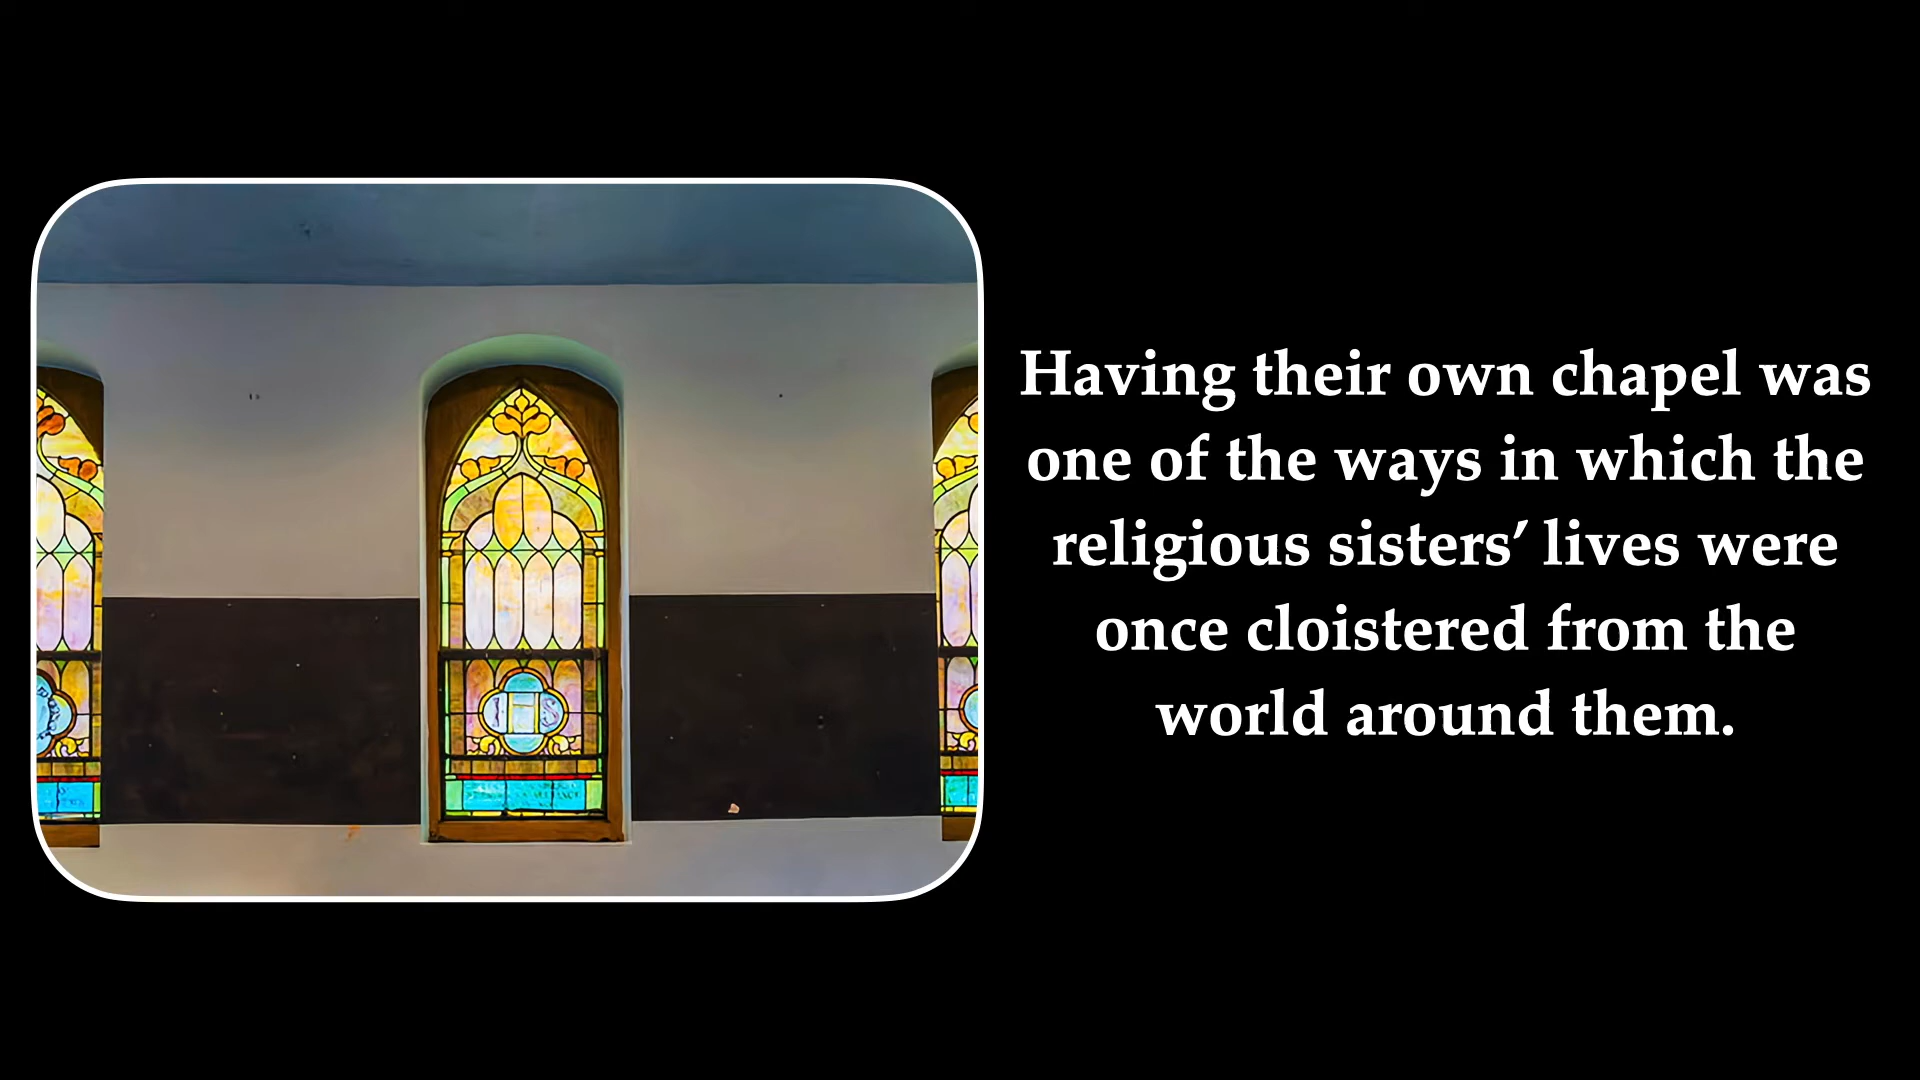 Having their own chapel was
one of the ways in which the
religious sisters’ lives were
once cloistered from the
world around them.